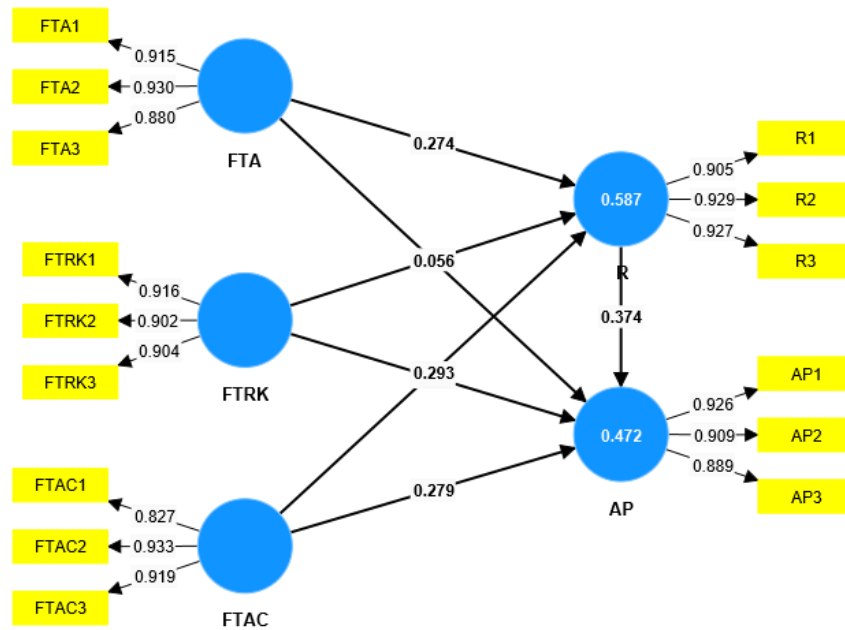 FTA1
0.915
FTA2
0.930
FTA3
0.880
FTA
FTRK1
0.916
FTRK2
0.902
FTRK3
0.904
FTRK
FTAC1
0.827
FTAC2
0.933
FTAC3
0.919
FTAC
0.274
0.056
0.293
0.279
0.587
R
0.374
0.472
AP
R1
0.905
R2
0.929
R3
0.927
AP1
0.926
AP2
0.909
AP3
0.889